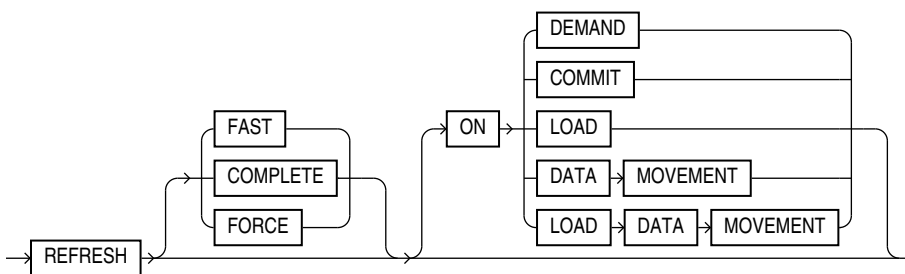 DEMAND
COMMIT
FAST
ON
LOAD
COMPLETE
DATA MOVEMENT
FORCE
LOAD DATA MOVEMENT
REFRESH